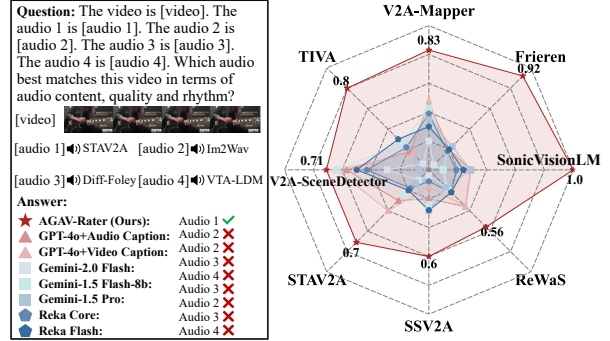 Question: The video is [video]. The
audio 1 is [audio 1]. The audio 2 is
[audio 2]. The audio 3 is [audio 3].
The audio 4 is [audio 4]. Which audio
best matches this video in terms of
audio content, quality and rhythm?
[video]
[audio 1] STAV2A [audio 2] Im2Wav
[audio 3] Diff-Foley [audio 4] VTA-LDM
Answer:
AGAV-Rater (Ours): Audio 1
GPT-4o+Audio Caption: Audio 2
GPT-4o+Video Caption: Audio 2
Gemini-2.0 Flash: Audio 3
Gemini-1.5 Flash-8b: Audio 4
Gemini-1.5 Pro: Audio 3
Reka Core: Audio 2
Reka Flash: Audio 3
Audio 4
V2A-Mapper
0.83
TIVA
0.8
Frieren
0.92
0.71
V2A-SceneDetector
SonicVisionLM
1.0
0.7
STAV2A
0.6
SSV2A
0.56
ReWaS